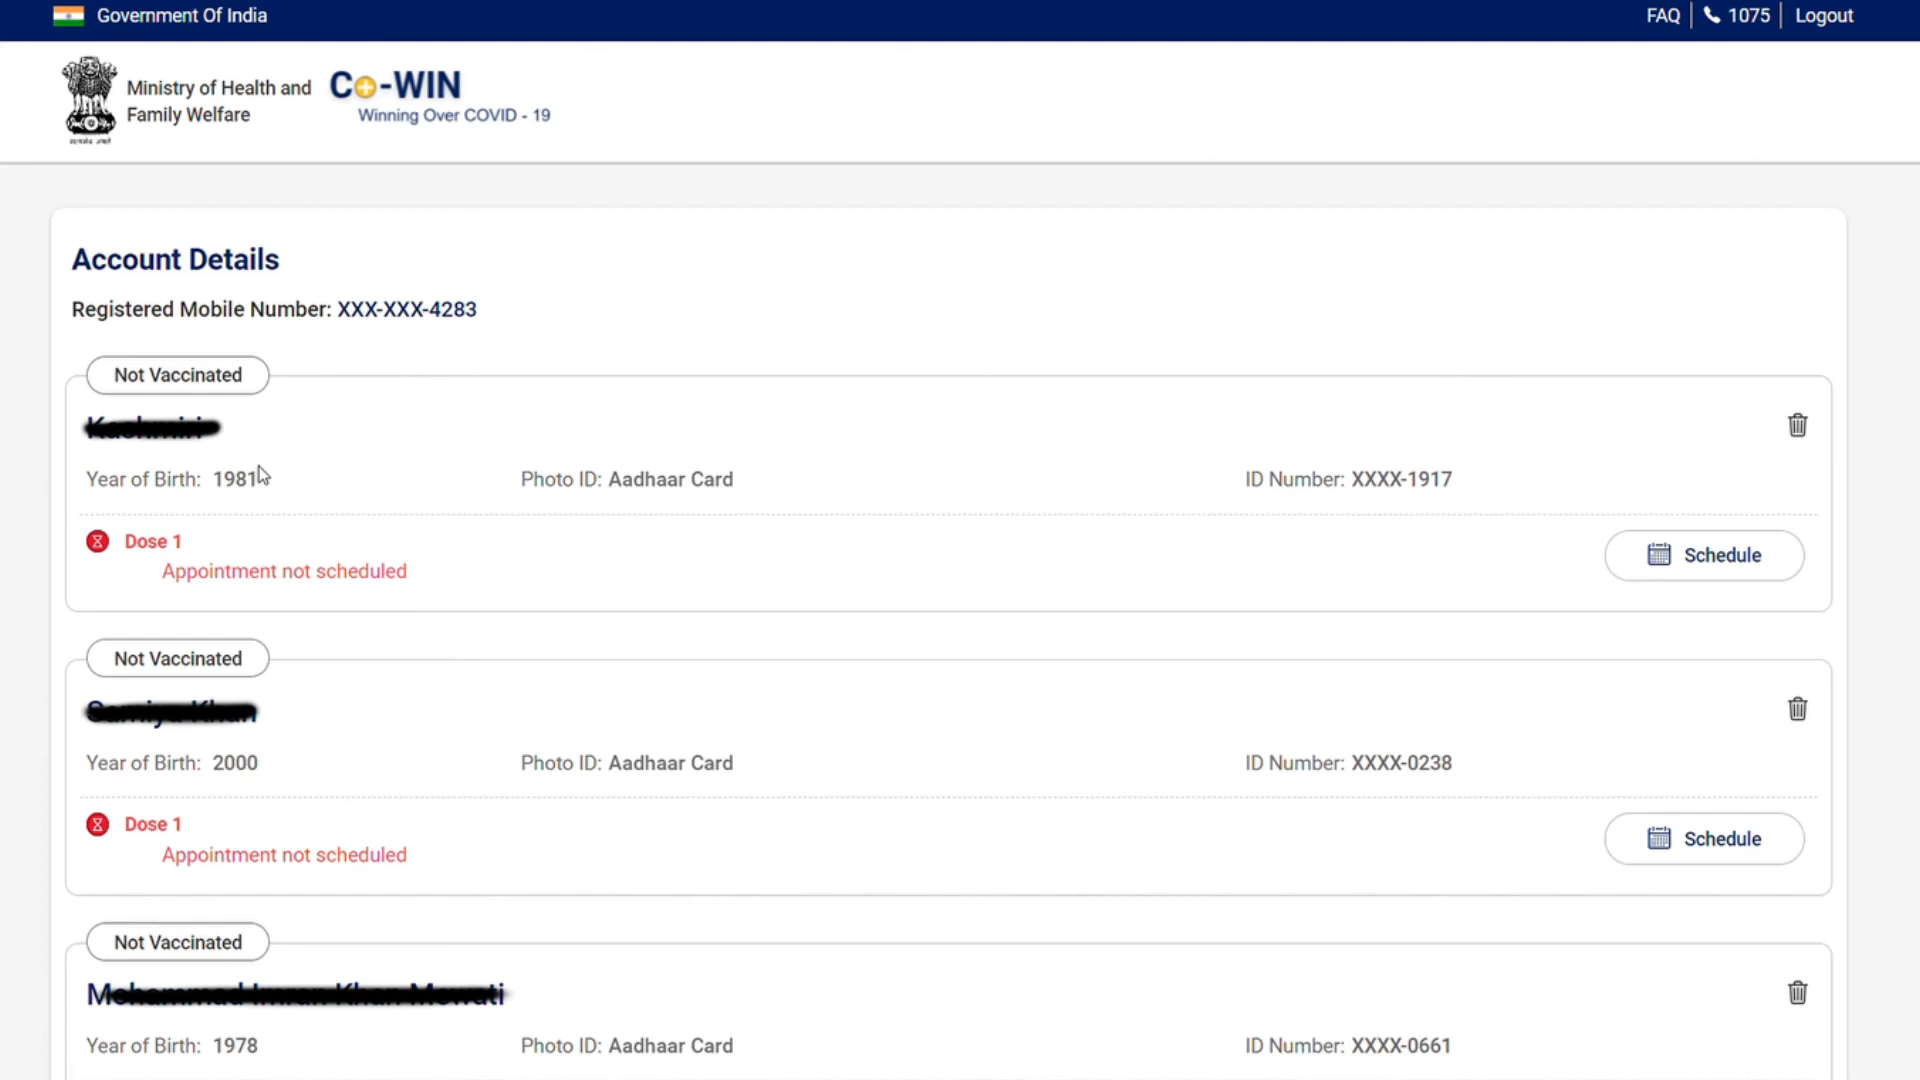 Government Of India
FAQ
1075
Logout
Ministry of Health and
Family Welfare
Co-WIN
Winning Over COVID - 19
Account Details
Registered Mobile Number: XXX-XXX-4283
Not Vaccinated
Year of Birth: 1981
Photo ID: Aadhaar Card
ID Number: XXXX-1917
Dose 1
Appointment not scheduled
Schedule
Not Vaccinated
Year of Birth: 2000
Photo ID: Aadhaar Card
ID Number: XXXX-0238
Dose 1
Appointment not scheduled
Schedule
Not Vaccinated
Year of Birth: 1978
Photo ID: Aadhaar Card
ID Number: XXXX-0661